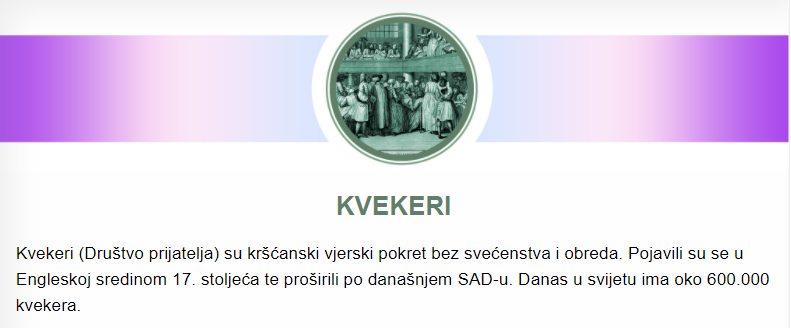 KVEKERI
Kvekeri (Društvo prijatelja) su kršćanski vjerski pokret bez svećenstva i obreda. Pojavili su se u
Engleskoj sredinom 17. stoljeća te proširili po današnjem SAD-u. Danas u svijetu ima oko 600.000
kvekera.